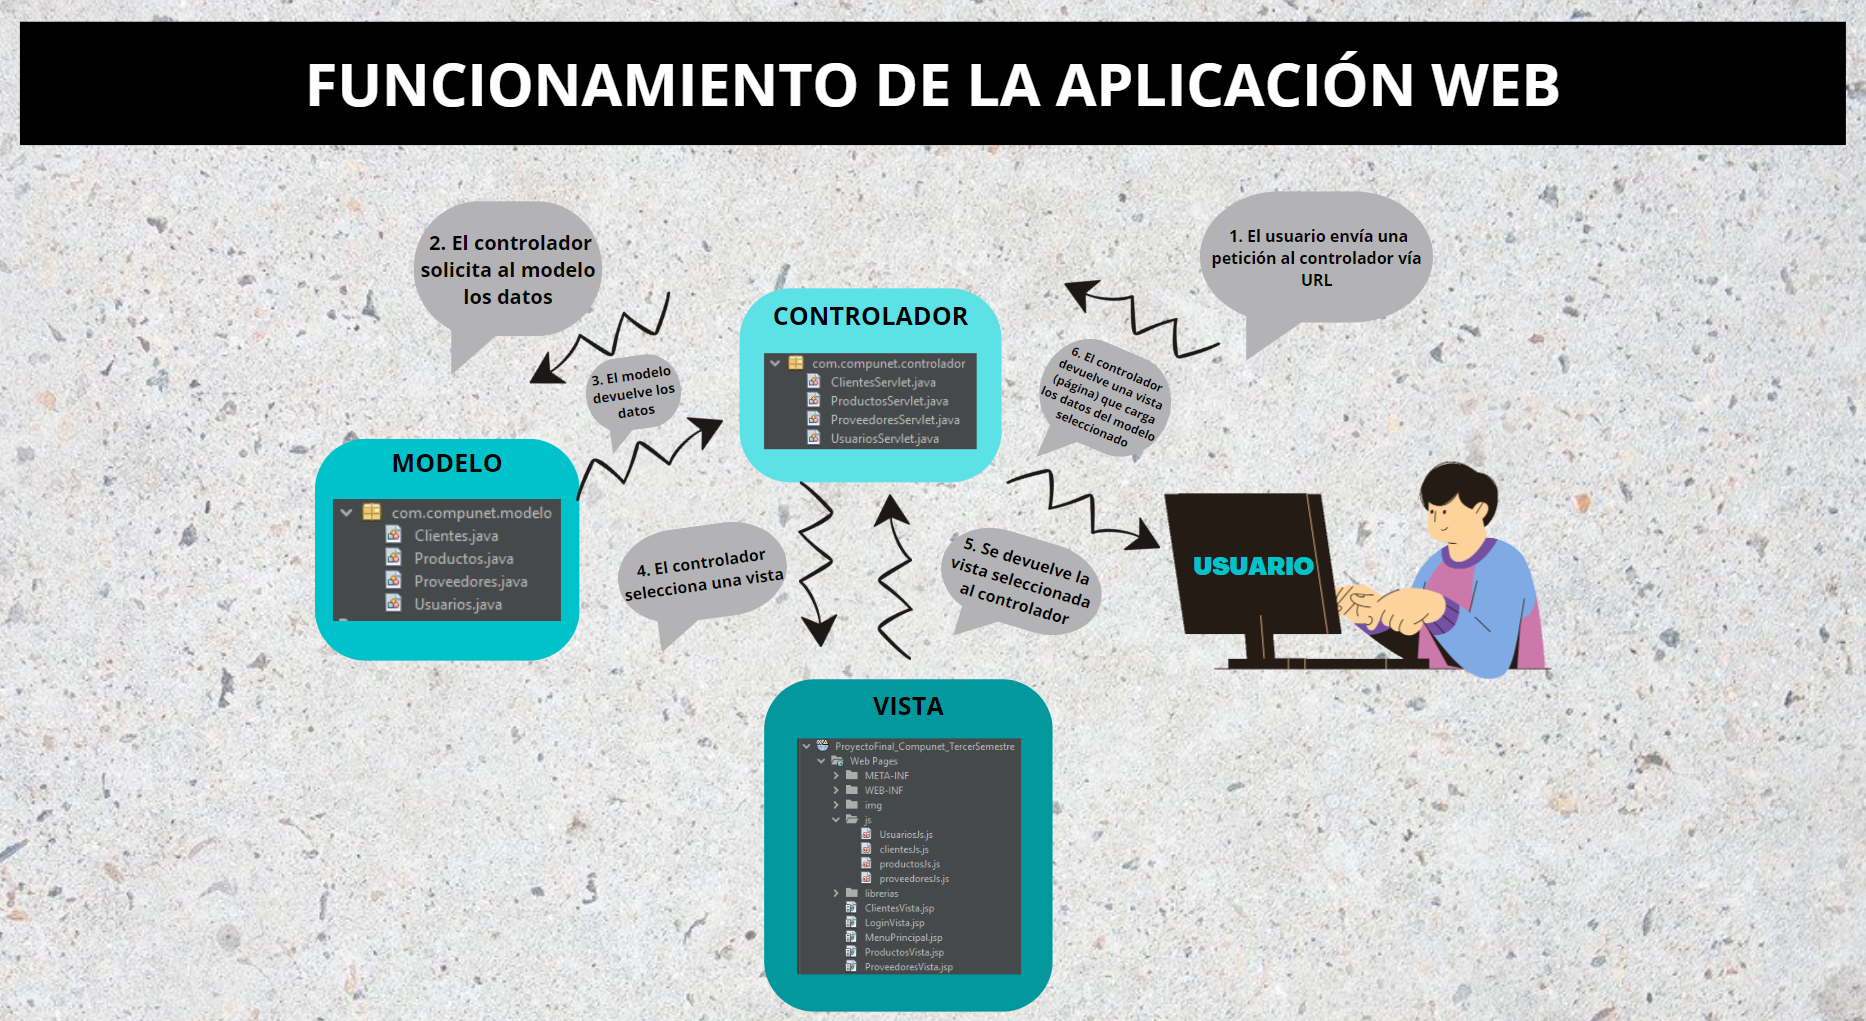 FUNCIONAMIENTO DE LA APLICACIÓN WEB
1. El usuario envía una
petición al controlador vía
URL
2. El controlador
solicita al modelo
los datos
3. El modelo
devuelve los
datos
CONTROLADOR
com.compunet.controlador
ClientesServlet.java
ProductosServlet.java
ProveedoresServlet.java
UsuariosServlet.java
6. El controlador
devuelve una vista
(página) que carga
los datos del modelo
seleccionado
MODELO
com.compunet.modelo
Clientes.java
Productos.java
Proveedores.java
Usuarios.java
4. El controlador
selecciona una vista
5. Se devuelve la
vista seleccionada
al controlador
USUARIO
VISTA
ProyectoFinal_Compunet_TercerSemestre
Web Pages
META-INF
WEB-INF
img
js
UsuariosJs.js
clientesJs.js
productosJs.js
proveedoresJs.js
librerias
ClientesVista.jsp
LoginVista.jsp
MenuPrincipal.jsp
ProductosVista.jsp
ProveedoresVista.jsp